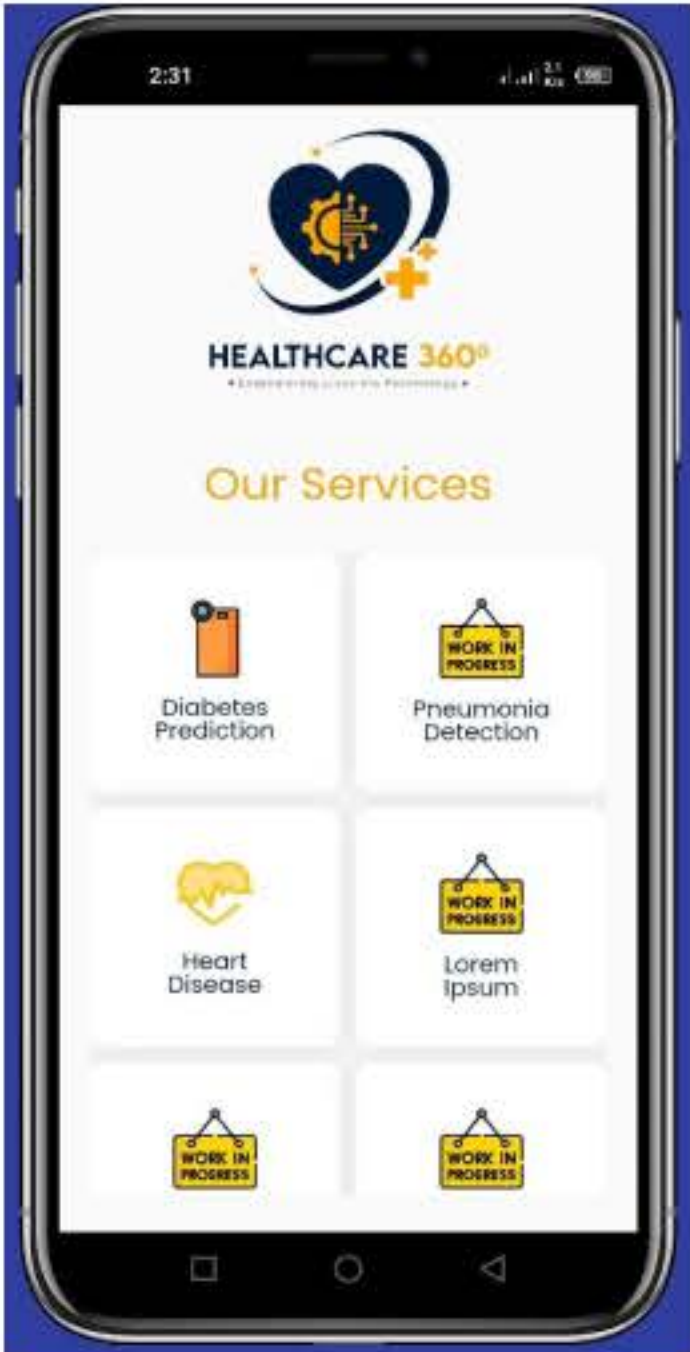 2:31
HEALTHCARE 360°
Our Services
Diabetes
Prediction
WORK IN
PROGRESS
Pneumonia
Detection
Heart
Disease
WORK IN
PROGRESS
Lorem
Ipsum
WORK IN
PROGRESS
WORK IN
PROGRESS